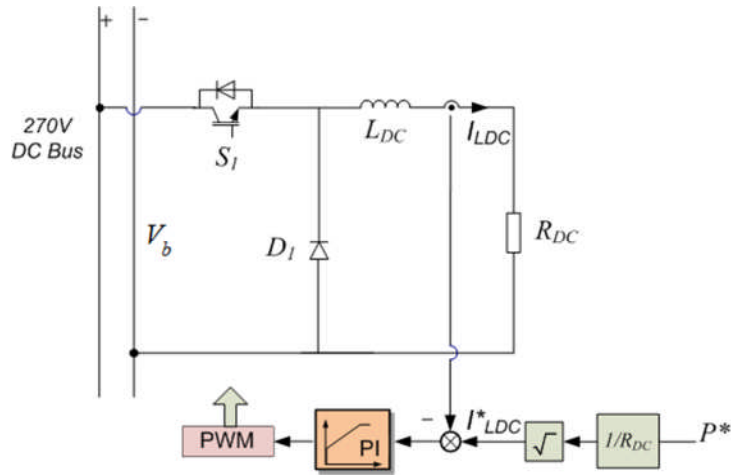 + −
270V
DC Bus
S1
LDC
ILDC
Vb
D1
RDC
−
I*LDC
P*
PWM
PI
√
1/RDC